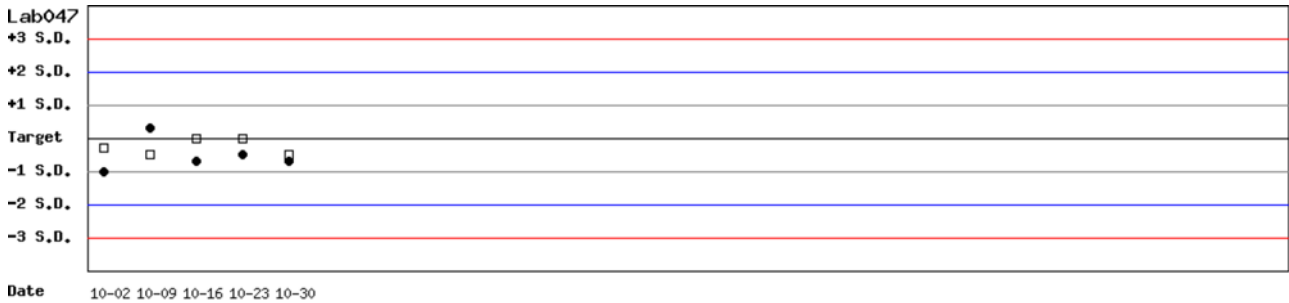 Lab047
+3 S.D.
+2 S.D.
+1 S.D.
Target
-1 S.D.
-2 S.D.
-3 S.D.
Date 10-02 10-09 10-16 10-23 10-30